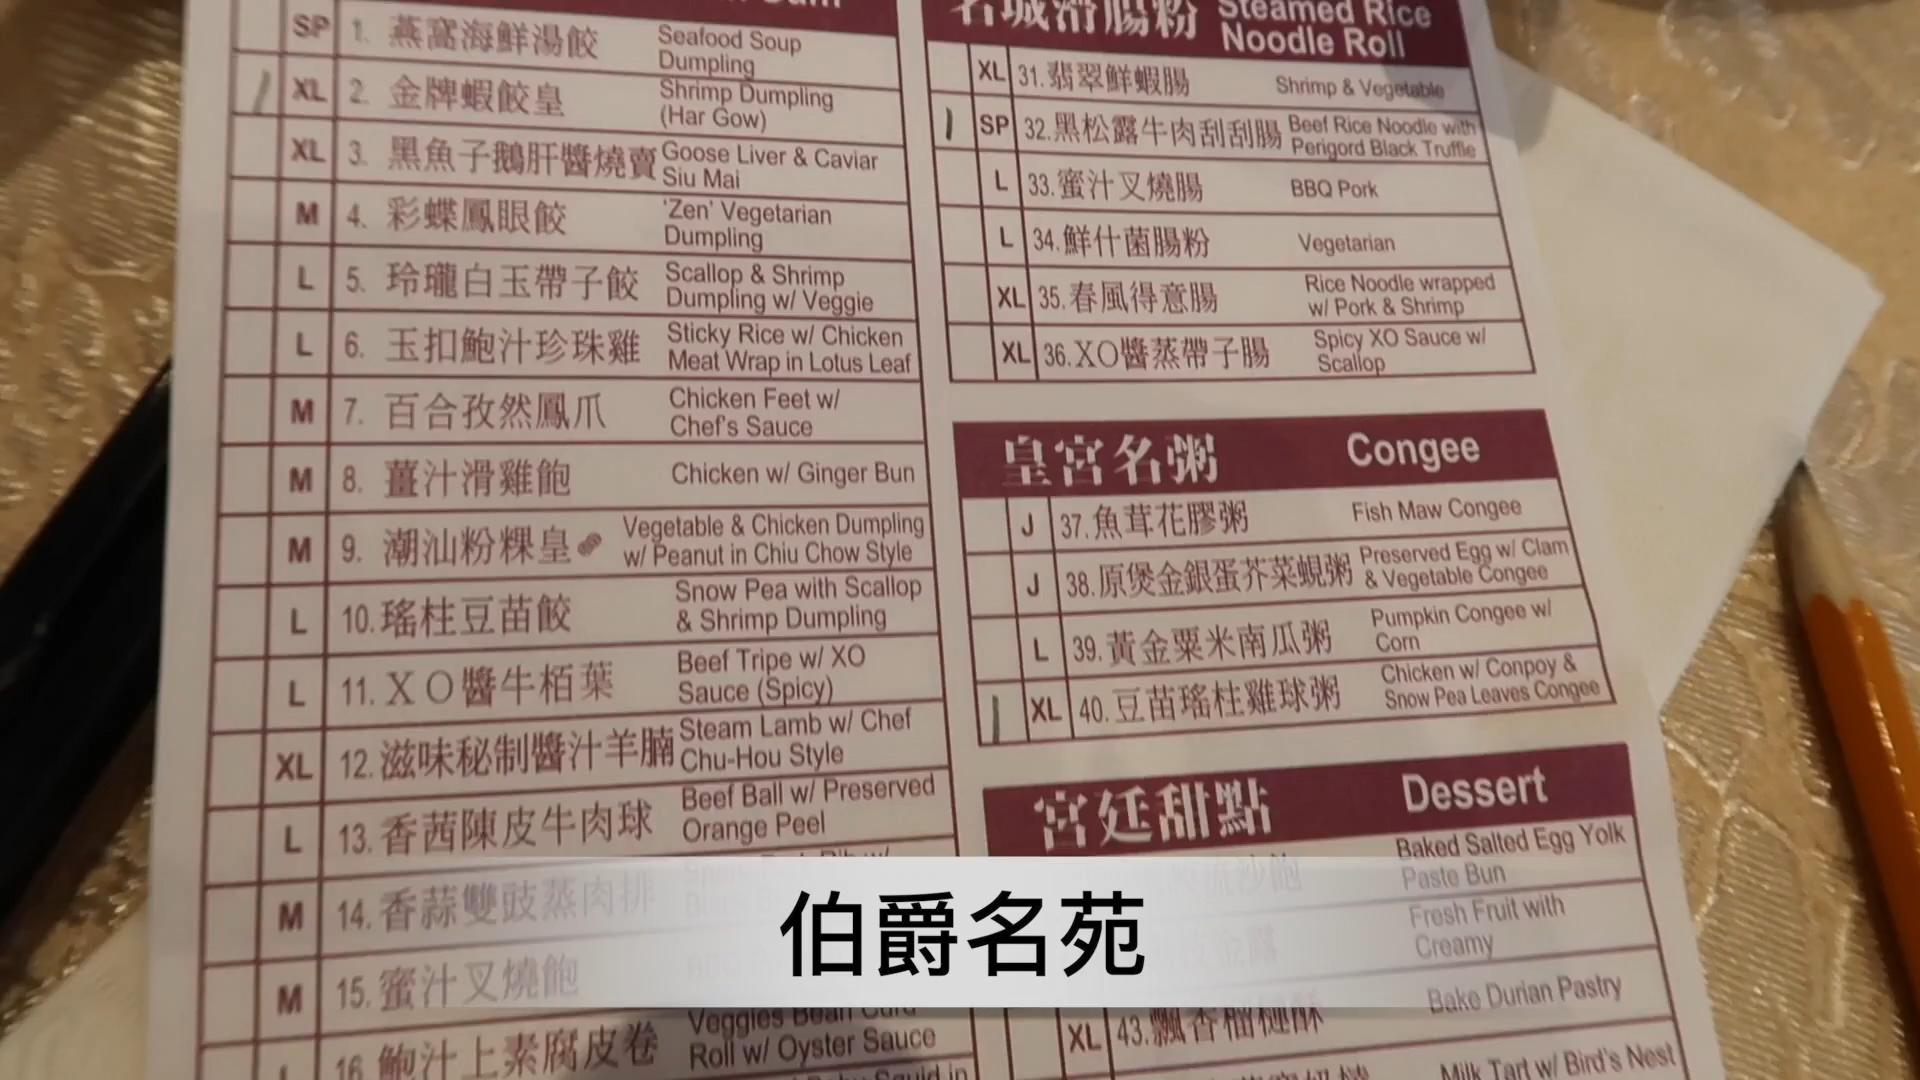 SP 1. 燕窩海鮮湯餃 Seafood Soup
Dumpling
XL 2. 金牌蝦餃皇 Shrimp Dumpling
(Har Gow)
XL 3. 黑魚子鵝肝醬燒賣 Goose Liver & Caviar
Siu Mai
M 4. 彩蝶鳳眼餃 'Zen' Vegetarian
Dumpling
L 5. 玲瓏白玉帶子餃 Scallop & Shrimp
Dumpling w/ Veggie
L 6. 玉扣鮑汁珍珠雞 Sticky Rice w/ Chicken
Meat Wrap in Lotus Leaf
M 7. 百合孜然鳳爪 Chicken Feet w/
Chef's Sauce
M 8. 薑汁滑雞飽 Chicken w/ Ginger Bun
M 9. 潮汕粉粿皇 Vegetable & Chicken Dumpling
w/ Peanut in Chiu Chow Style
L 10. 瑤柱豆苗餃 Snow Pea with Scallop
& Shrimp Dumpling
L 11. XO醬牛栢葉 Beef Tripe w/ XO
Sauce (Spicy)
XL 12. 滋味秘制醬汁羊腩 Steam Lamb w/ Chef
Chu-Hou Style
L 13. 香茜陳皮牛肉球 Beef Ball w/ Preserved
Orange Peel
M 14. 香蒜雙豉蒸肉排
M 15. 蜜汁叉燒飽
L 16. 鮑汁上素腐皮卷 Veggies Bean Curd
Roll w/ Oyster Sauce
名城滑腸粉 Steamed Rice
Noodle Roll
XL 31. 翡翠鮮蝦腸 Shrimp & Vegetable
SP 32. 黑松露牛肉刮刮腸 Beef Rice Noodle with
Perigord Black Truffle
L 33. 蜜汁叉燒腸 BBQ Pork
L 34. 鮮什菌腸粉 Vegetarian
XL 35. 春風得意腸 Rice Noodle wrapped
w/ Pork & Shrimp
XL 36. XO醬蒸帶子腸 Spicy XO Sauce w/
Scallop
皇宮名粥 Congee
J 37. 魚茸花膠粥 Fish Maw Congee
J 38. 原煲金銀蛋芥菜蜆粥 Preserved Egg w/ Clam
& Vegetable Congee
L 39. 黃金粟米南瓜粥 Pumpkin Congee w/
Corn
XL 40. 豆苗瑤柱雞球粥 Chicken w/ Conpoy &
Snow Pea Leaves Congee
宮廷甜點 Dessert
Baked Salted Egg Yolk
Paste Bun
Fresh Fruit with
Creamy
XL 43. 飄香榴槤酥 Bake Durian Pastry
Milk Tart w/ Bird's Nest
伯爵名苑